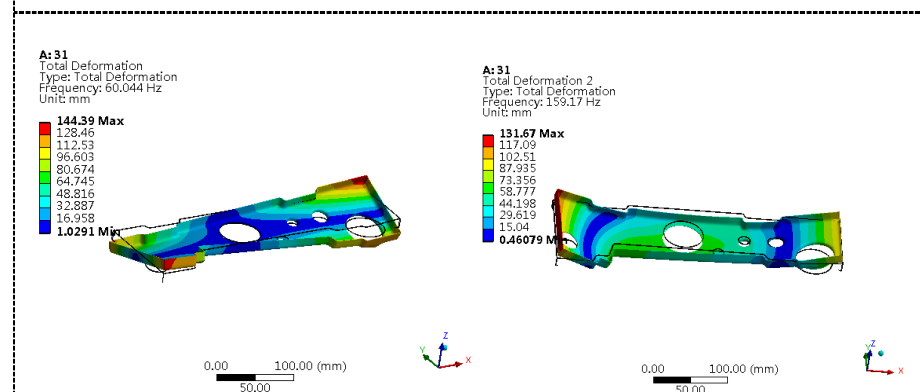 A: 31
Total Deformation
Type: Total Deformation
Frequency: 60.044 Hz
Unit: mm
144.39 Max
128.46
112.53
96.603
80.674
64.745
48.816
32.887
16.958
1.0291 Min
Y
Z
X
0.00
100.00 (mm)
50.00
A: 31
Total Deformation 2
Type: Total Deformation
Frequency: 159.17 Hz
Unit: mm
131.67 Max
117.09
102.51
87.935
73.356
58.777
44.198
29.619
15.04
0.46079
Y
Z
X
0.00
100.00 (mm)
50.00